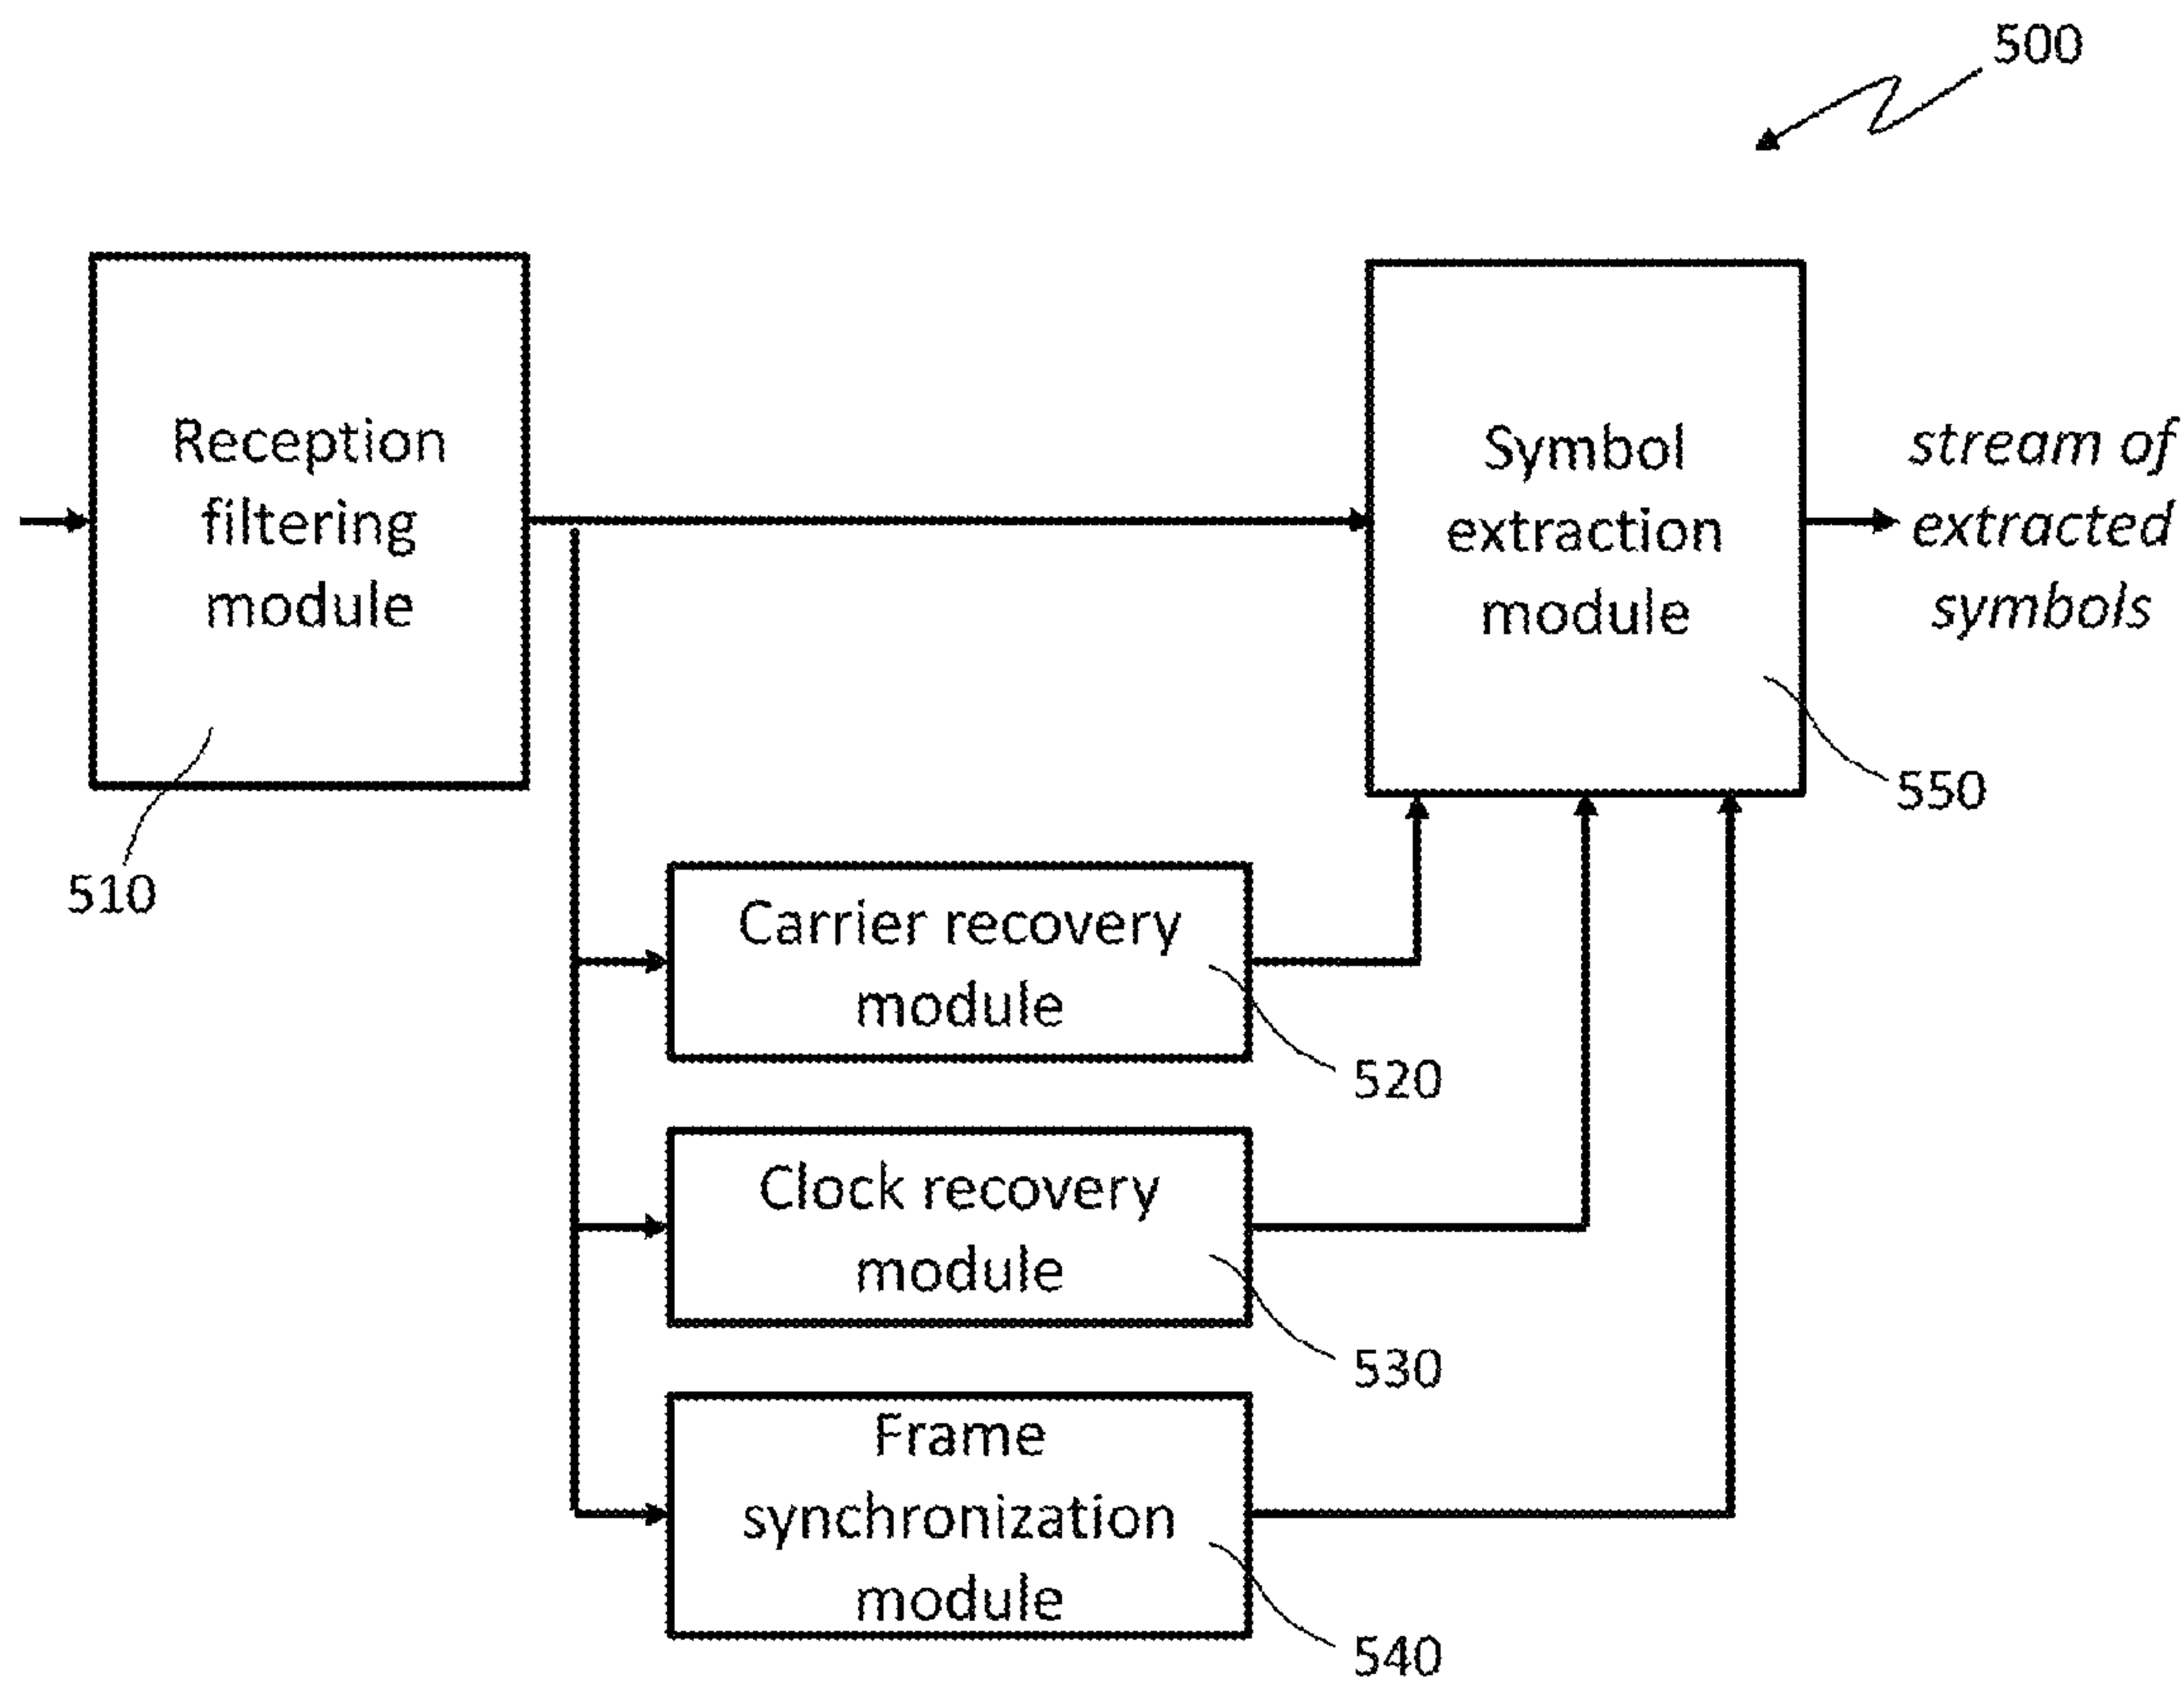 500
Reception
filtering
module
510
Symbol
extraction
module
550
stream of
extracted
symbols
Carrier recovery
module
520
Clock recovery
module
530
Frame
synchronization
module
540